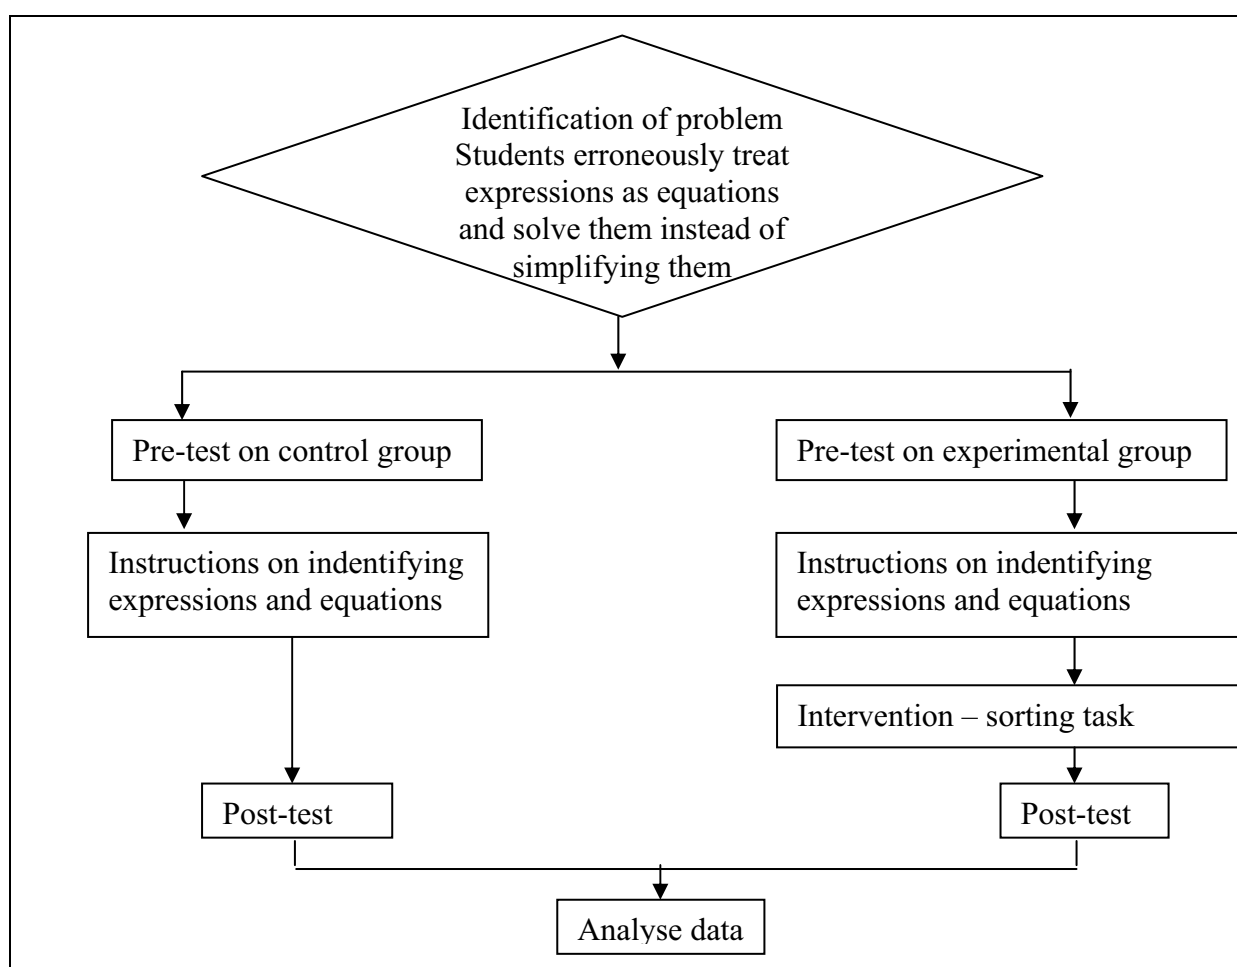 Identification of problem
Students erroneously treat
expressions as equations
and solve them instead of
simplifying them
Pre-test on control group
Pre-test on experimental group
Instructions on indentifying
expressions and equations
Instructions on indentifying
expressions and equations
Intervention – sorting task
Post-test
Post-test
Analyse data